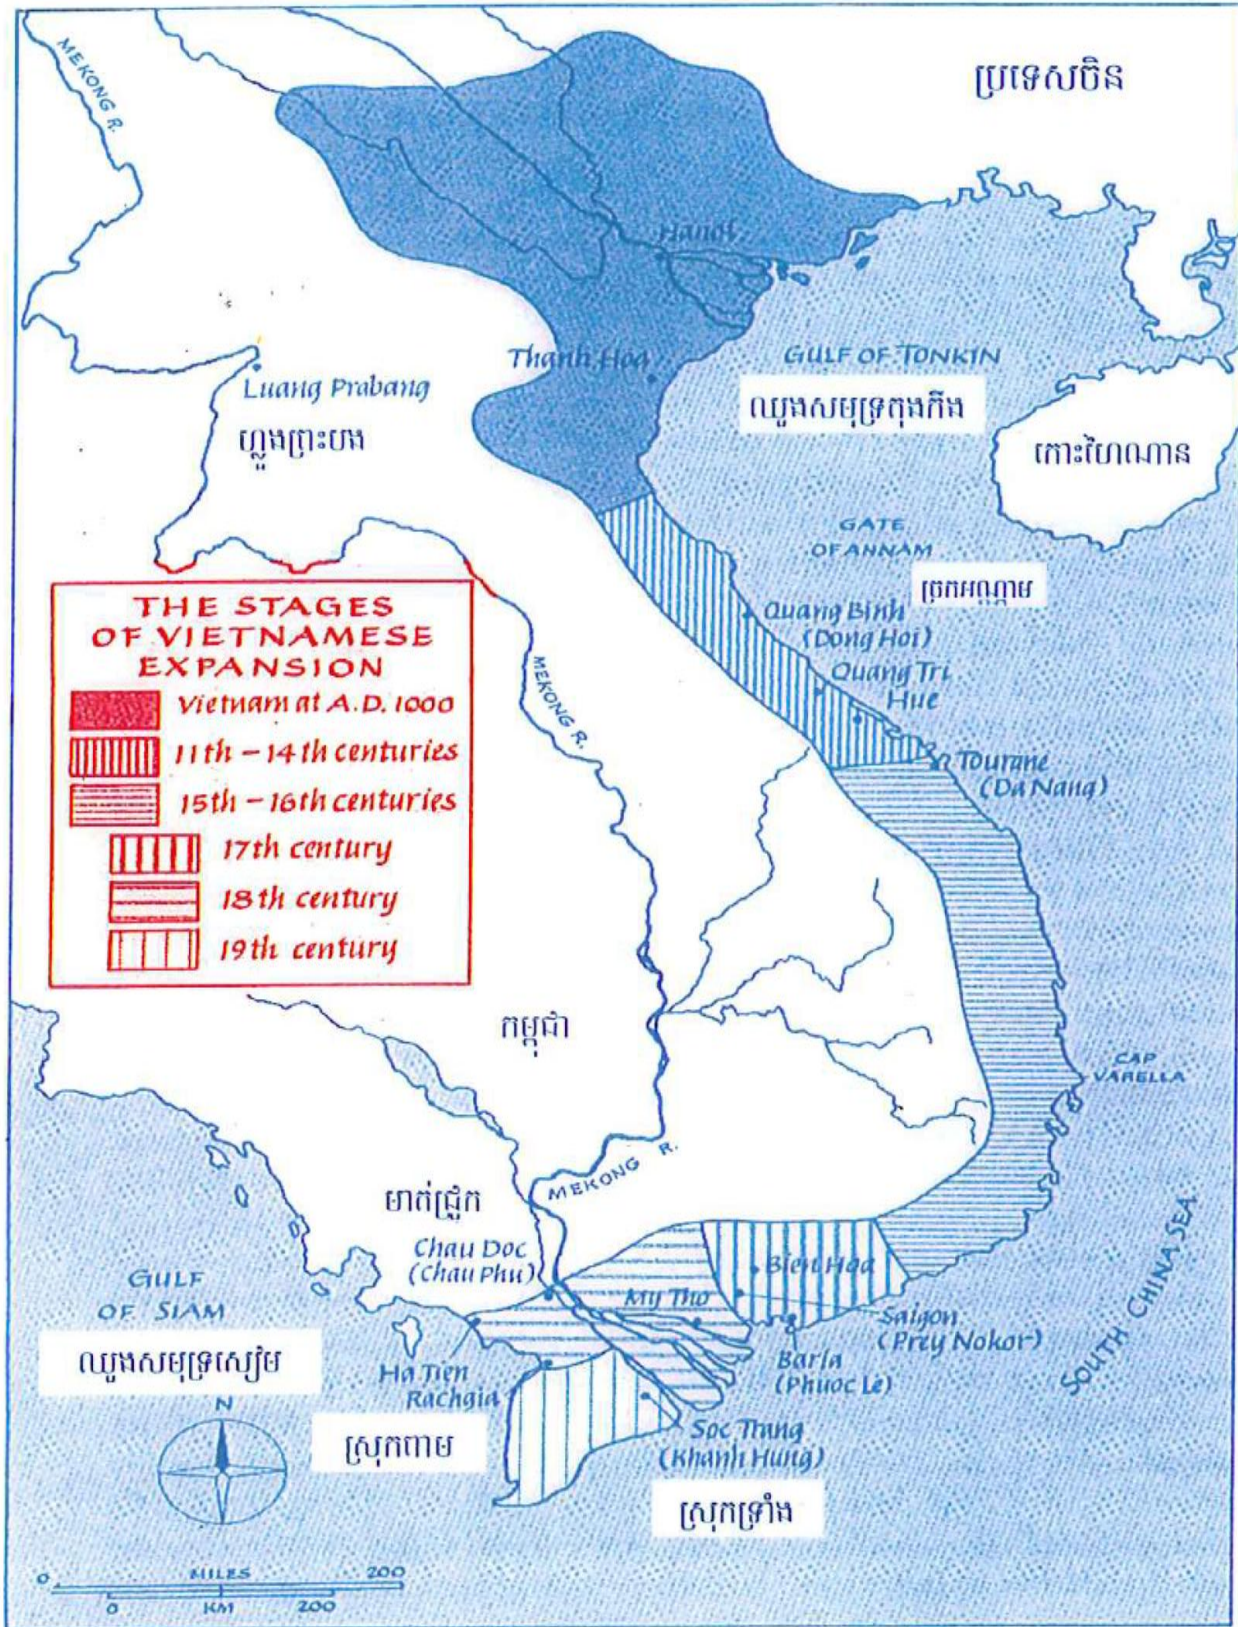 MEKONG R.
ប្រទេសចិន
Hanoi
Thanh Hoa
GULF OF TONKIN
ឈូងសមុទ្រតុងកឹង
Luang Prabang
ហ្លួងព្រះបង
កោះហៃណាន
GATE
OF ANNAM
ច្រកអណ្ណាម
THE STAGES
OF VIETNAMESE
EXPANSION
Vietnam at A.D. 1000
11th – 14th centuries
15th – 16th centuries
17th century
18th century
19th century
Quang Binh
(Dong Hoi)
Quang Tri
Hue
MEKONG R.
Tourane
(Da Nang)
កម្ពុជា
CAP
VARELLA
MEKONG R.
មាត់ជ្រូក
Chau Doc
(Chau Phu)
Bien Hoa
My Tho
Saigon
(Prey Nokor)
SOUTH CHINA SEA
GULF
OF SIAM
ឈូងសមុទ្រសៀម
Ha Tien
Rachgia
Baria
(Phuoc Le)
N
ស្រុកពាម
Soc Trang
(Khanh Hung)
ស្រុកទ្រាំង
0 MILES 200
0 KM 200